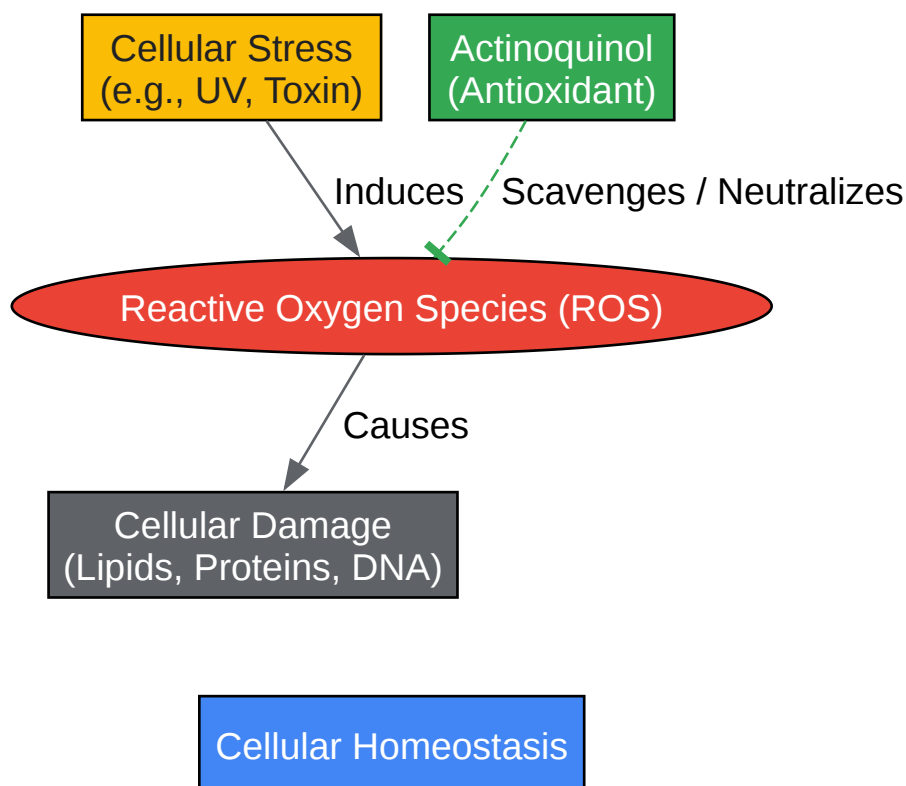 Cellular Stress
(e.g., UV, Toxin)
Actinoquinol
(Antioxidant)
Induces
Scavenges / Neutralizes
Reactive Oxygen Species (ROS)
Causes
Cellular Damage
(Lipids, Proteins, DNA)
Cellular Homeostasis